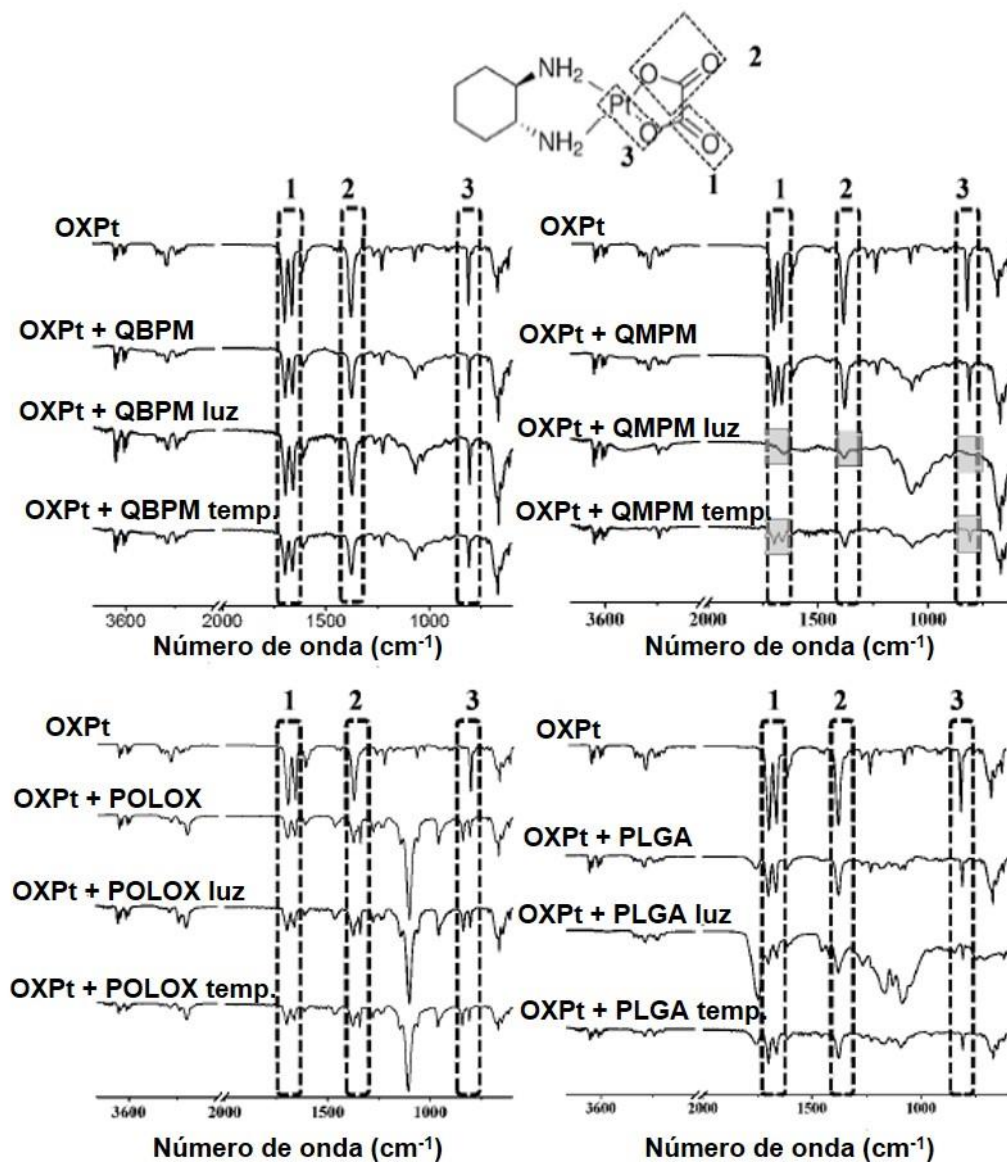 NH₂
O
O
2
Pt
NH₂
O
O
3
1
1
2
3
OXPt
OXPt + QBPM
OXPt + QBPM luz
OXPt + QBPM temp.
3600
2000
1500
1000
Número de onda (cm⁻¹)
1
2
3
OXPt
OXPt + QMPM
OXPt + QMPM luz
OXPt + QMPM temp.
3600
2000
1500
1000
Número de onda (cm⁻¹)
1
2
3
OXPt
OXPt + POLOX
OXPt + POLOX luz
OXPt + POLOX temp.
3600
2000
1500
1000
Número de onda (cm⁻¹)
1
2
3
OXPt
OXPt + PLGA
OXPt + PLGA luz
OXPt + PLGA temp.
3600
2000
1500
1000
Número de onda (cm⁻¹)